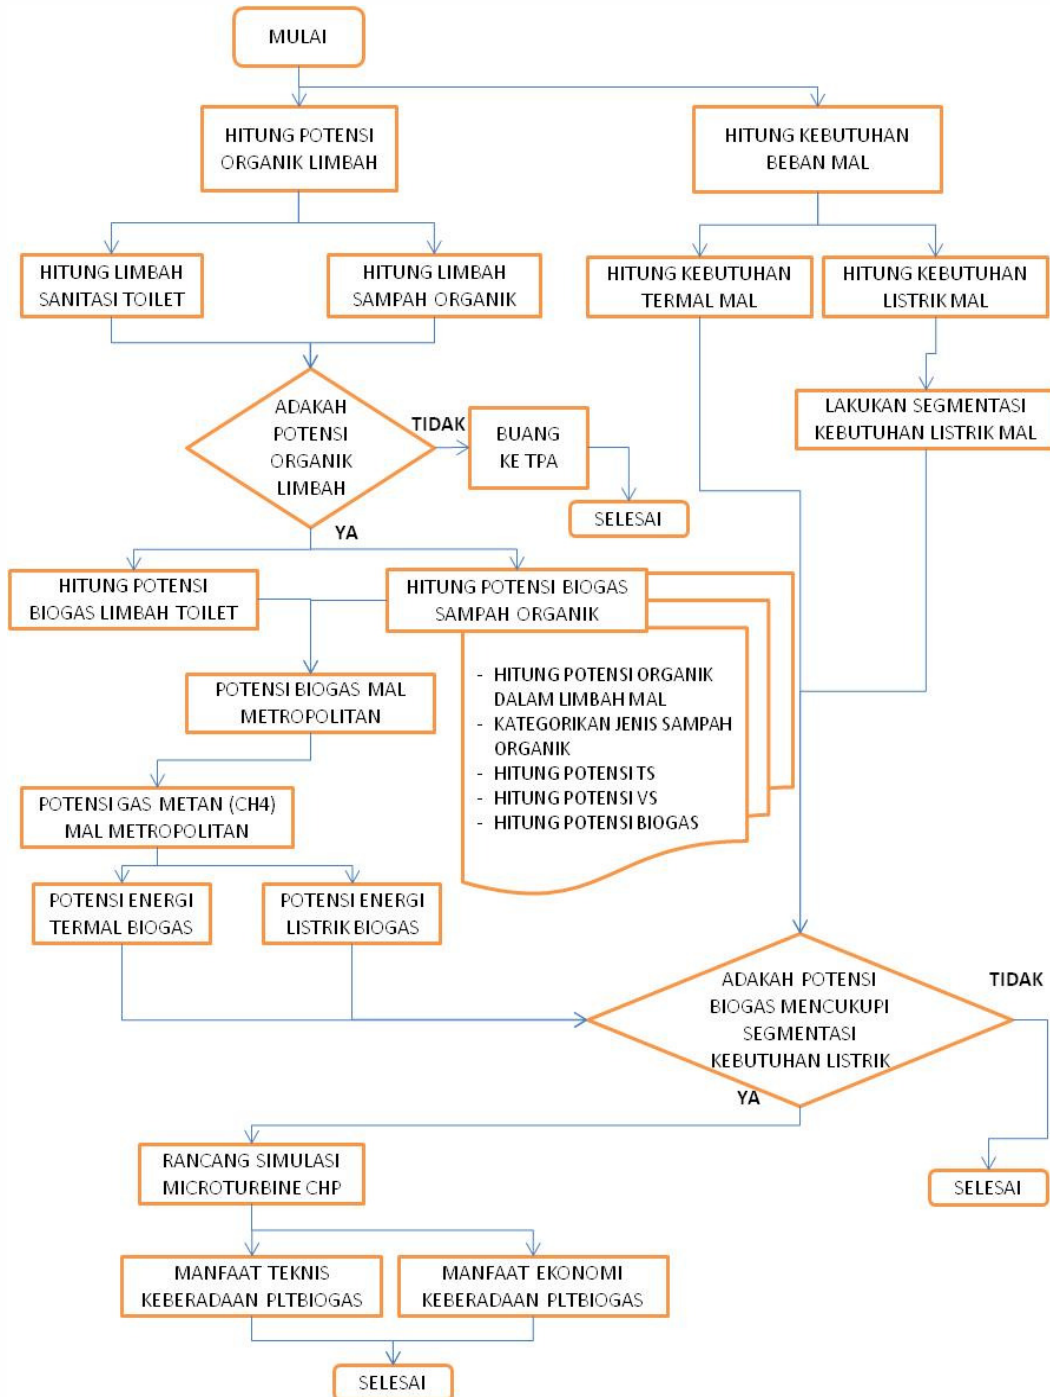 MULAI
HITUNG POTENSI
ORGANIK LIMBAH
HITUNG KEBUTUHAN
BEBAN MAL
HITUNG LIMBAH
SANITASI TOILET
HITUNG LIMBAH
SAMPAH ORGANIK
HITUNG KEBUTUHAN
TERMAL MAL
HITUNG KEBUTUHAN
LISTRIK MAL
ADAKAH
POTENSI
ORGANIK
LIMBAH
TIDAK
BUANG
KE TPA
LAKUKAN SEGMENTASI
KEBUTUHAN LISTRIK MAL
SELESAI
YA
HITUNG POTENSI
BIOGAS LIMBAH TOILET
HITUNG POTENSI BIOGAS
SAMPAH ORGANIK
- HITUNG POTENSI ORGANIK
DALAM LIMBAH MAL
- KATEGORIKAN JENIS SAMPAH
ORGANIK
- HITUNG POTENSI TS
- HITUNG POTENSI VS
- HITUNG POTENSI BIOGAS
POTENSI BIOGAS MAL
METROPOLITAN
POTENSI GAS METAN (CH4)
MAL METROPOLITAN
POTENSI ENERGI
TERMAL BIOGAS
POTENSI ENERGI
LISTRIK BIOGAS
ADAKAH POTENSI
BIOGAS MENCUKUPI
SEGMENTASI
KEBUTUHAN LISTRIK
TIDAK
YA
SELESAI
RANCANG SIMULASI
MICROTURBINE CHP
MANFAAT TEKNIS
KEBERADAAN PLTBIOGAS
MANFAAT EKONOMI
KEBERADAAN PLTBIOGAS
SELESAI